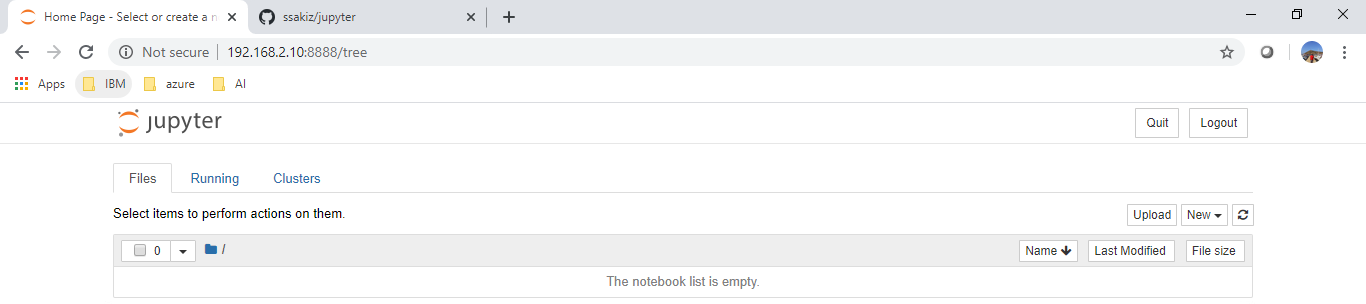 Home Page - Select or create a n
ssakiz/jupyter
Not secure 192.168.2.10:8888/tree
Apps IBM azure AI
jupyter Quit Logout
Files Running Clusters
Select items to perform actions on them. Upload New
0 / Name Last Modified File size
The notebook list is empty.